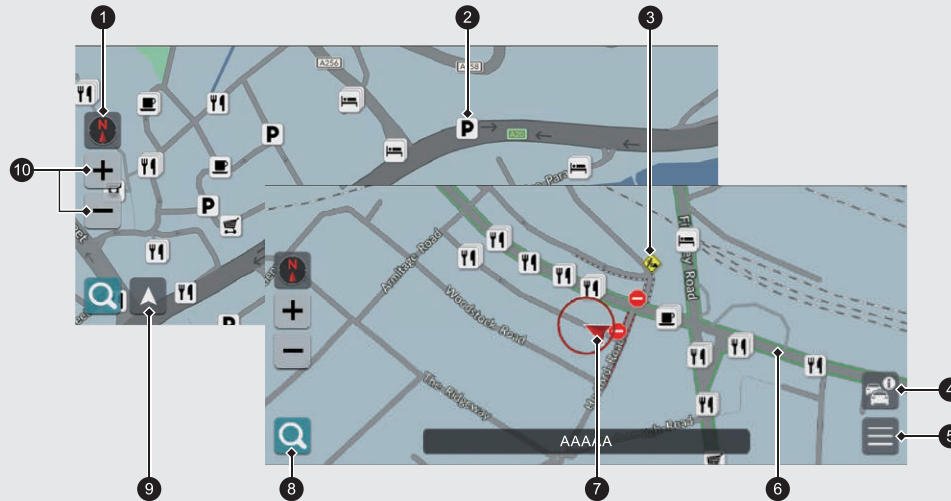 1
2
3
A256
A258
N
P
P
A20
10
+
−
P
P
N
+
−
Armitage Road
Woodstock Road
The Ridgeway
Road
AAAAA
4
5
9
8
7
6